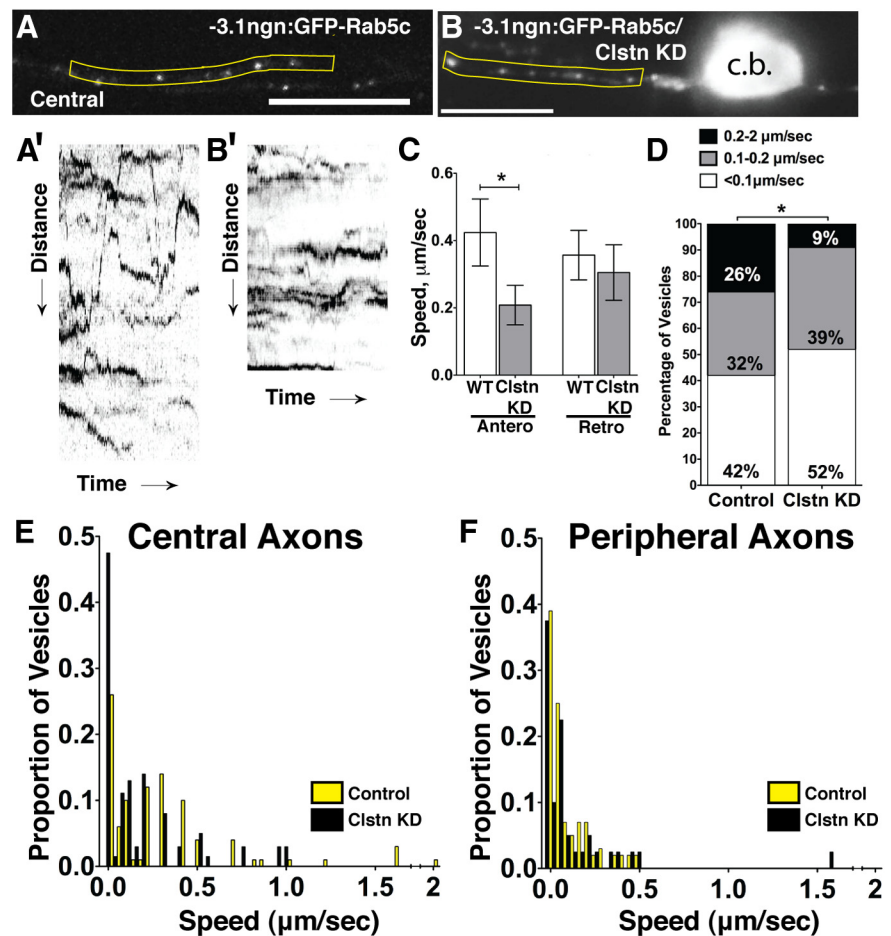 A
-3.1ngn:GFP-Rab5c
Central
B
-3.1ngn:GFP-Rab5c/
Clstn KD
c.b.
A'
Distance
Time
B'
Distance
Time
C
Speed, μm/sec
0.6
0.4
0.2
0.0
*
WT Clstn KD
WT Clstn KD
Antero
Retro
D
0.2-2 μm/sec
0.1-0.2 μm/sec
<0.1μm/sec
Percentage of Vesicles
100
90
80
70
60
50
40
30
20
10
0
*
26%
32%
42%
9%
39%
52%
Control
Clstn KD
E
Central Axons
Proportion of Vesicles
0.5
0.4
0.3
0.2
0.1
0.0
Control
Clstn KD
0.0 0.5 1.0 1.5 2
Speed (μm/sec)
F
Peripheral Axons
Proportion of Vesicles
0.5
0.4
0.3
0.2
0.1
0.0
Control
Clstn KD
0.0 0.5 1.0 1.5 2
Speed (μm/sec)